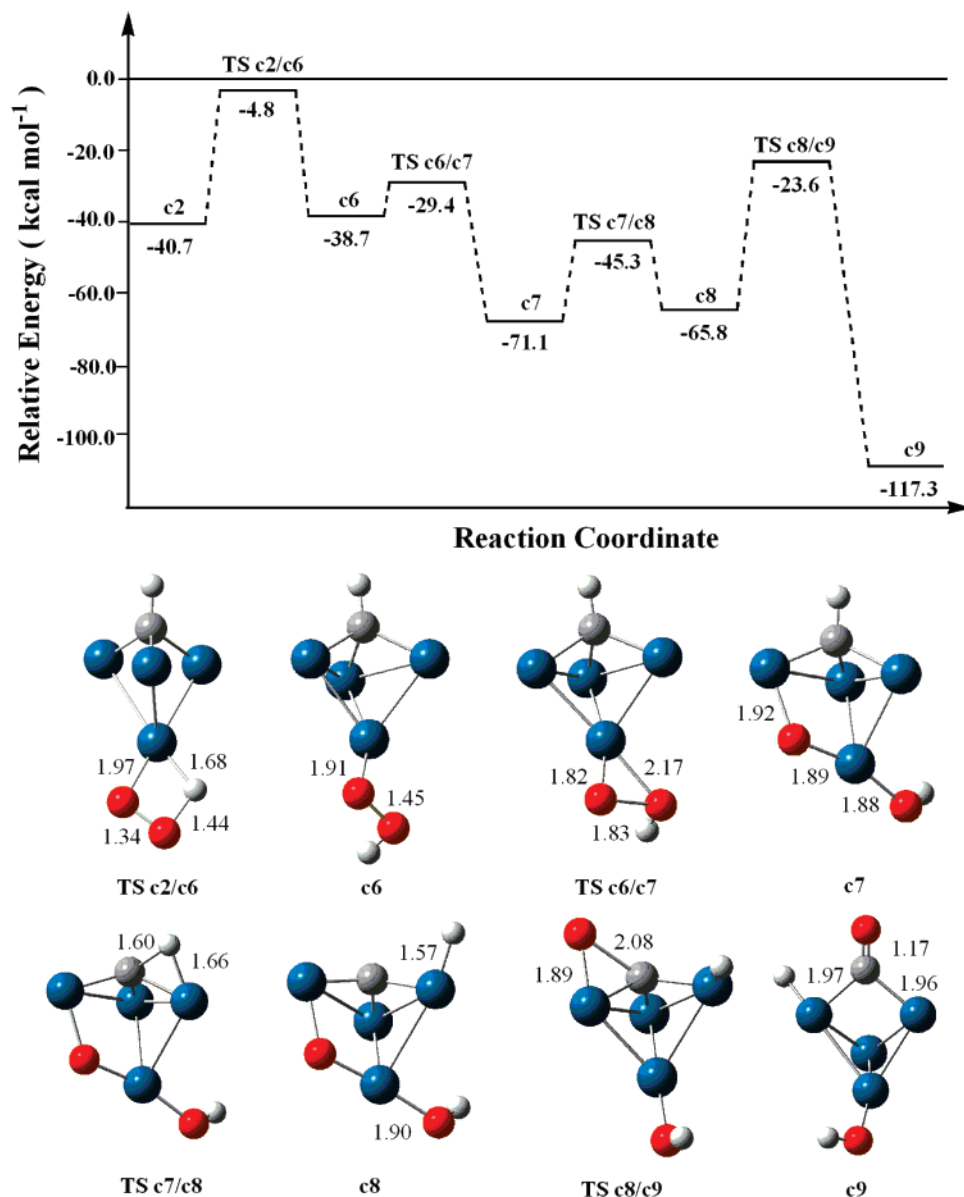 TS c2/c6
0.0
-4.8
-20.0
TS c6/c7
TS c8/c9
-29.4
-23.6
c2
c6
TS c7/c8
-40.0
-40.7
-38.7
-45.3
-60.0
c7
c8
-71.1
-65.8
-80.0
-100.0
c9
-117.3
Relative Energy ( kcal mol⁻¹
Reaction Coordinate
1.97
1.68
1.34
1.44
1.91
1.45
1.82
2.17
1.83
1.92
1.89
1.88
TS c2/c6
c6
TS c6/c7
c7
1.60
1.66
1.57
1.90
2.08
1.89
1.17
1.97
1.96
TS c7/c8
c8
TS c8/c9
c9